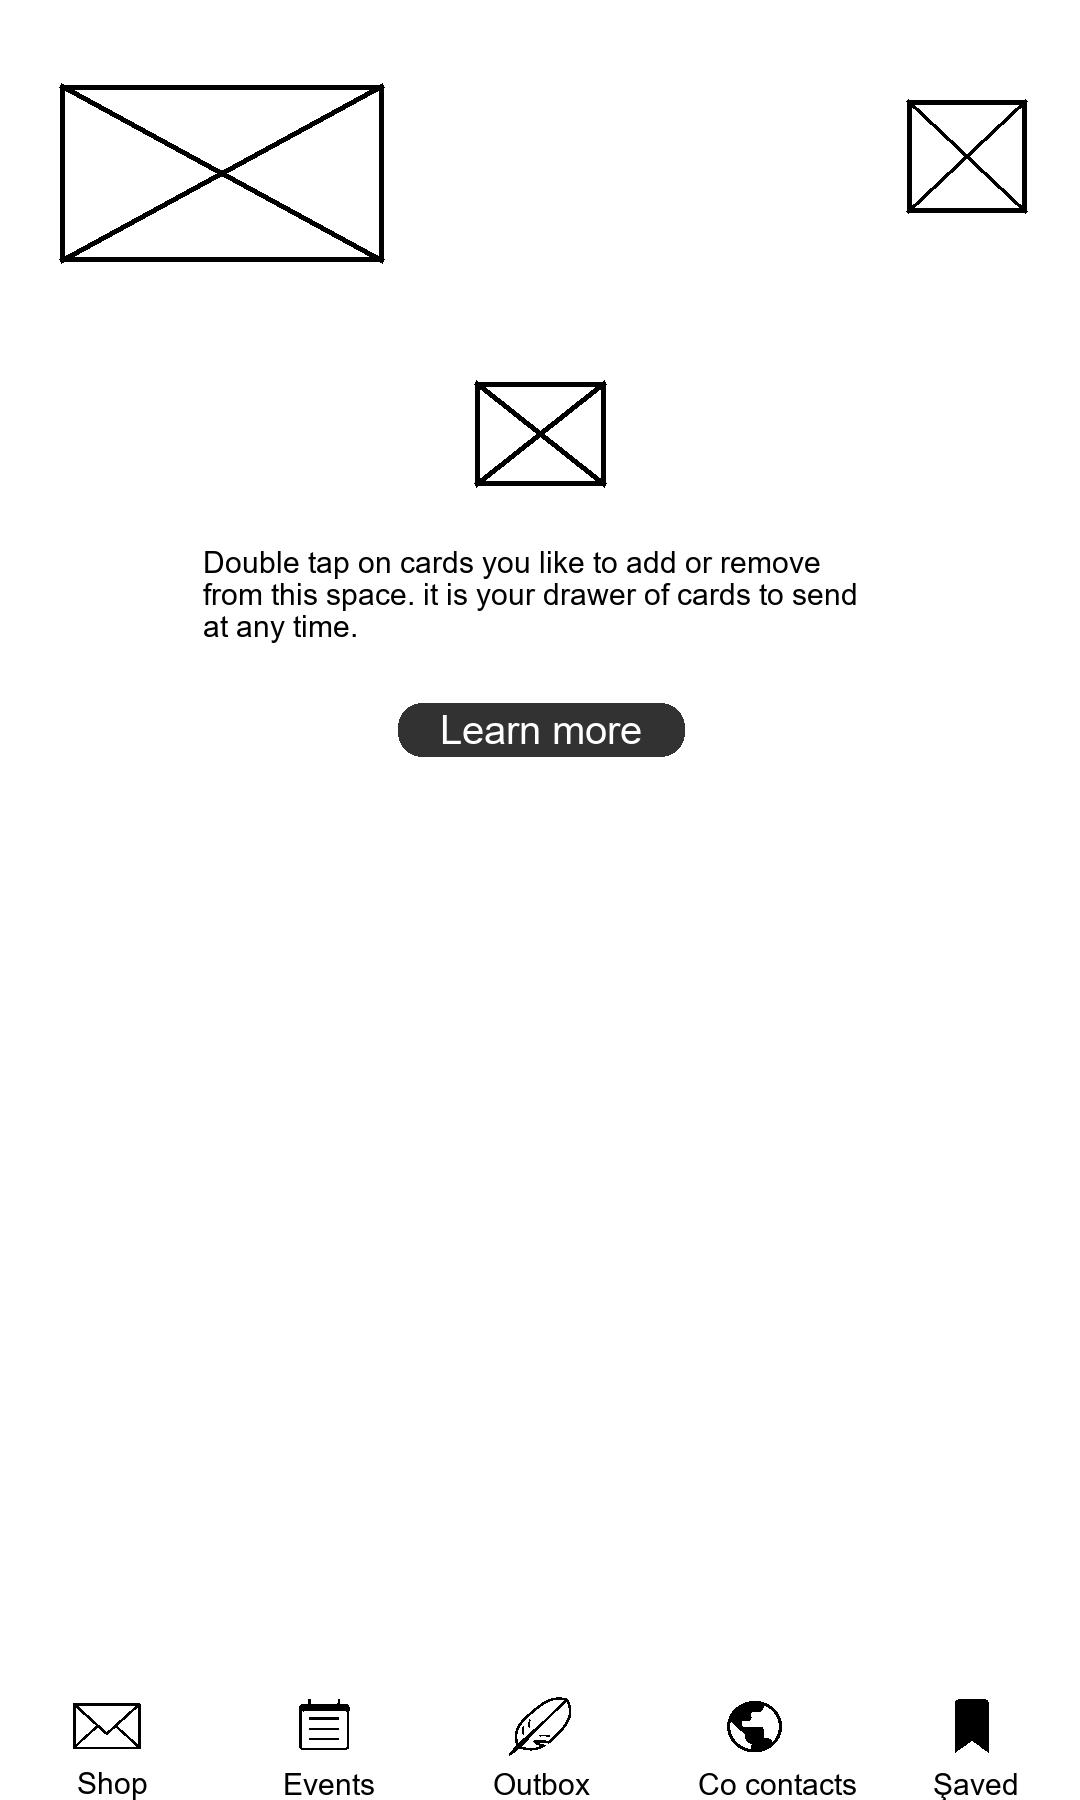 Double tap on cards you like to add or remove
from this space. it is your drawer of cards to send
at any time.
Learn more
Shop
Events
Outbox
Co contacts
Şaved